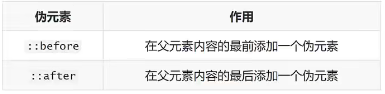 伪元素 作用
::before 在父元素内容的最前添加一个伪元素
::after 在父元素内容的最后添加一个伪元素